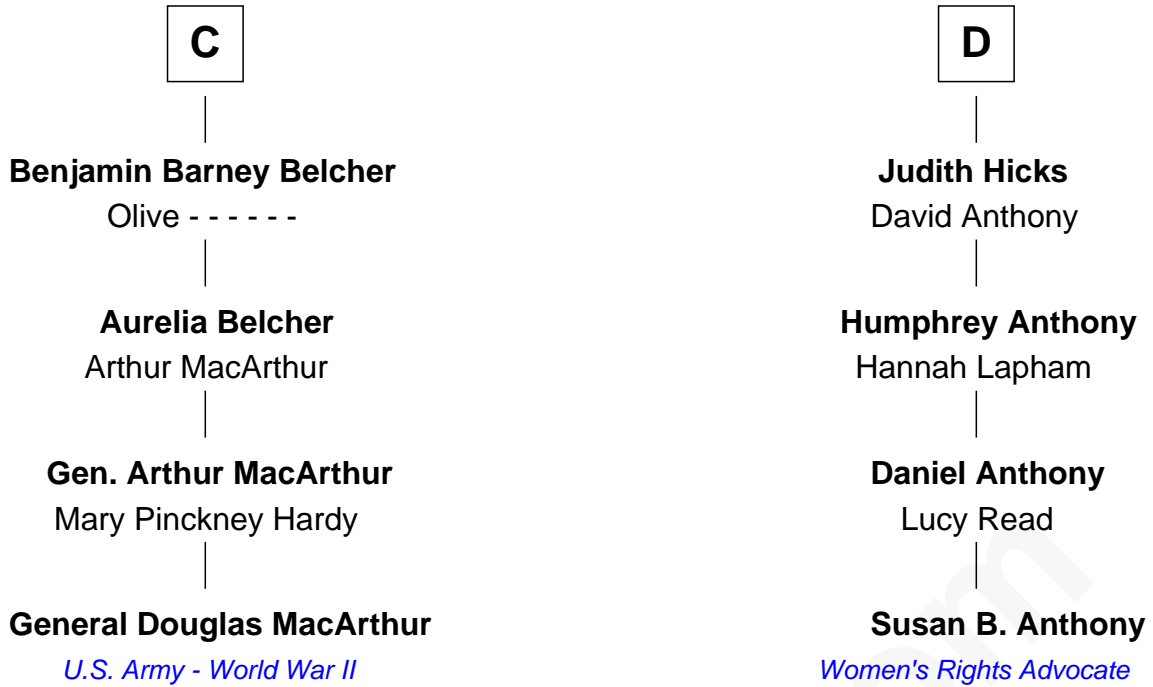 C
Benjamin Barney Belcher
Olive - - - - - -
Aurelia Belcher
Arthur MacArthur
Gen. Arthur MacArthur
Mary Pinckney Hardy
General Douglas MacArthur
U.S. Army - World War II
D
Judith Hicks
David Anthony
Humphrey Anthony
Hannah Lapham
Daniel Anthony
Lucy Read
Susan B. Anthony
Women's Rights Advocate